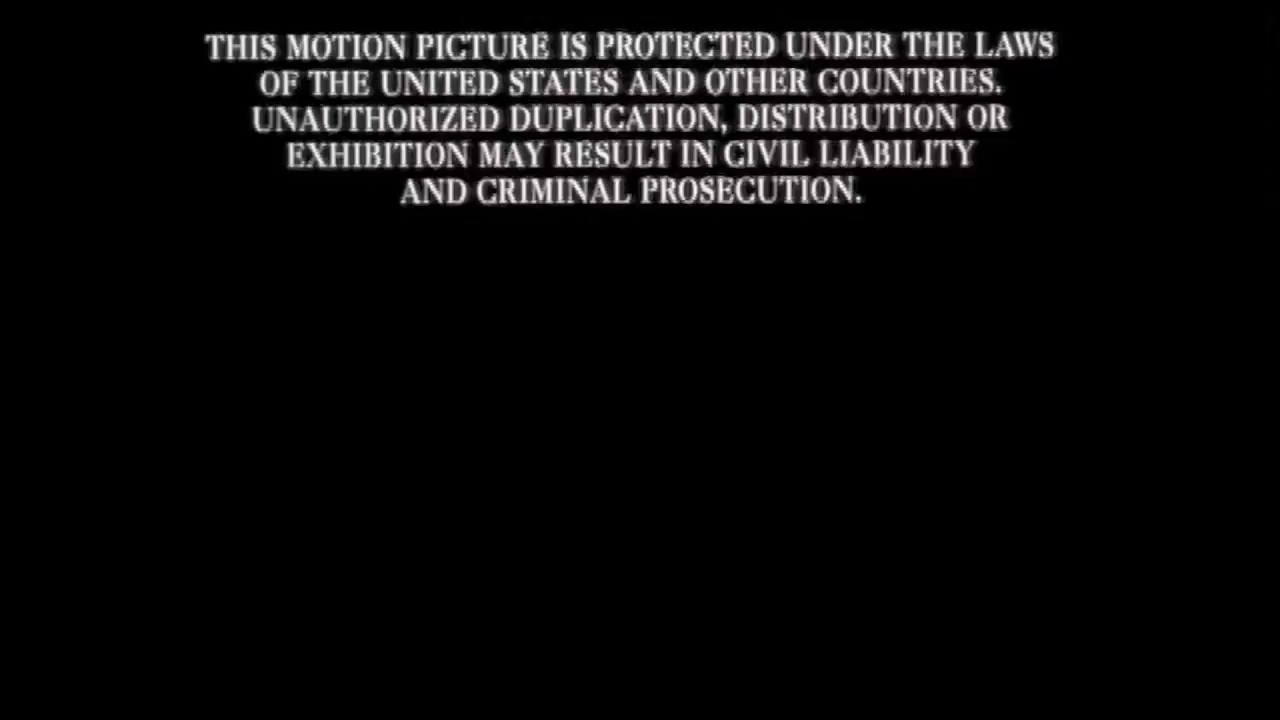 THIS MOTION PICTURE IS PROTECTED UNDER THE LAWS
OF THE UNITED STATES AND OTHER COUNTRIES.
UNAUTHORIZED DUPLICATION, DISTRIBUTION OR
EXHIBITION MAY RESULT IN CIVIL LIABILITY
AND CRIMINAL PROSECUTION.